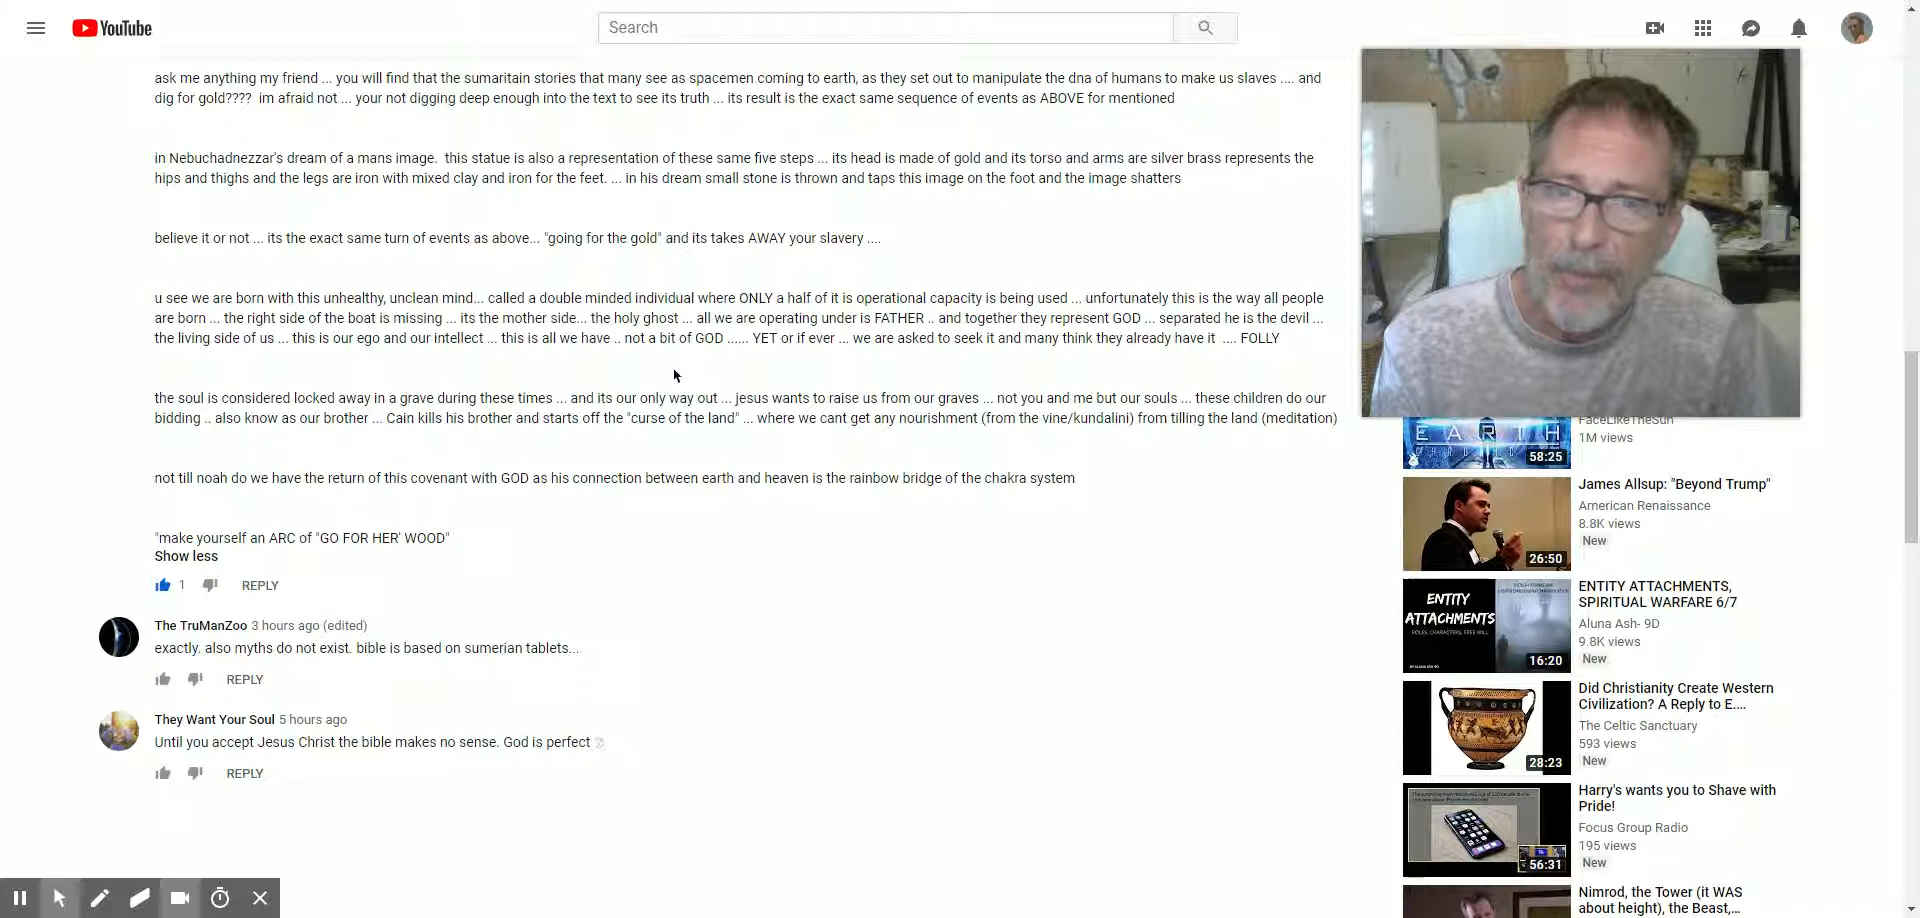 YouTube
Search
ask me anything my friend ... you will find that the sumaritain stories that many see as spacemen coming to earth, as they set out to manipulate the dna of humans to make us slaves .... and
dig for gold????  im afraid not ... your not digging deep enough into the text to see its truth ... its result is the exact same sequence of events as ABOVE for mentioned
in Nebuchadnezzar's dream of a mans image.  this statue is also a representation of these same five steps ... its head is made of gold and its torso and arms are silver brass represents the
hips and thighs and the legs are iron with mixed clay and iron for the feet. ... in his dream small stone is thrown and taps this image on the foot and the image shatters
believe it or not ... its the exact same turn of events as above... "going for the gold" and its takes AWAY your slavery ....
u see we are born with this unhealthy, unclean mind... called a double minded individual where ONLY a half of it is operational capacity is being used ... unfortunately this is the way all people
are born ... the right side of the boat is missing ... its the mother side... the holy ghost ... all we are operating under is FATHER .. and together they represent GOD ... separated he is the devil ...
the living side of us ... this is our ego and our intellect ... this is all we have .. not a bit of GOD ...... YET or if ever ... we are asked to seek it and many think they already have it  .... FOLLY
the soul is considered locked away in a grave during these times ... and its our only way out ... jesus wants to raise us from our graves ... not you and me but our souls ... these children do our
bidding .. also know as our brother ... Cain kills his brother and starts off the "curse of the land" ... where we cant get any nourishment (from the vine/kundalini) from tilling the land (meditation)
not till noah do we have the return of this covenant with GOD as his connection between earth and heaven is the rainbow bridge of the chakra system
"make yourself an ARC of "GO FOR HER' WOOD"
Show less
1 REPLY
The TruManZoo 3 hours ago (edited)
exactly. also myths do not exist. bible is based on sumerian tablets...
REPLY
They Want Your Soul 5 hours ago
Until you accept Jesus Christ the bible makes no sense. God is perfect
REPLY
EARTH
58:25
FaceLikeTheSun
1M views
26:50
James Allsup: "Beyond Trump"
American Renaissance
8.8K views
New
ENTITY
ATTACHMENTS
ROLES, CHARACTERS, FREE WILL
16:20
ENTITY ATTACHMENTS,
SPIRITUAL WARFARE 6/7
Aluna Ash- 9D
9.8K views
New
28:23
Did Christianity Create Western
Civilization? A Reply to E....
The Celtic Sanctuary
593 views
New
56:31
Harry's wants you to Shave with
Pride!
Focus Group Radio
195 views
New
Nimrod, the Tower (it WAS
about height), the Beast,...